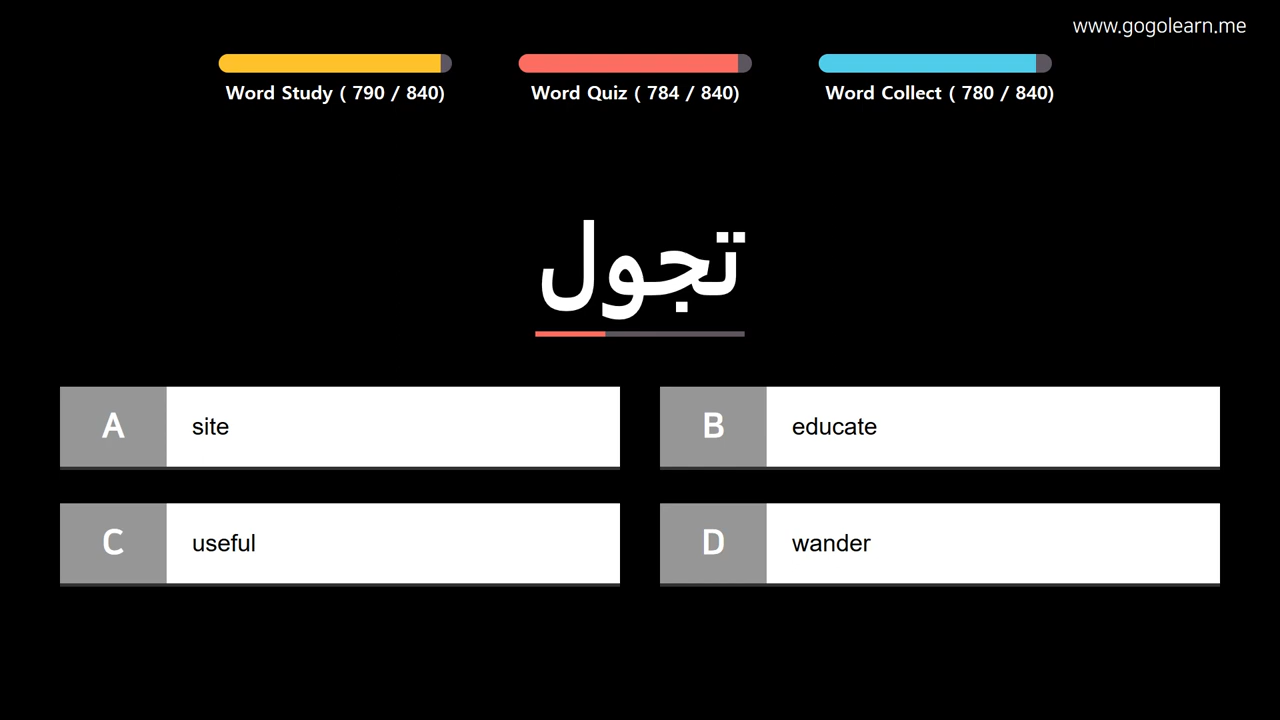 www.gogolearn.me
Word Study ( 790 / 840)
Word Quiz ( 784 / 840)
Word Collect ( 780 / 840)
تجول
A site
B educate
C useful
D wander